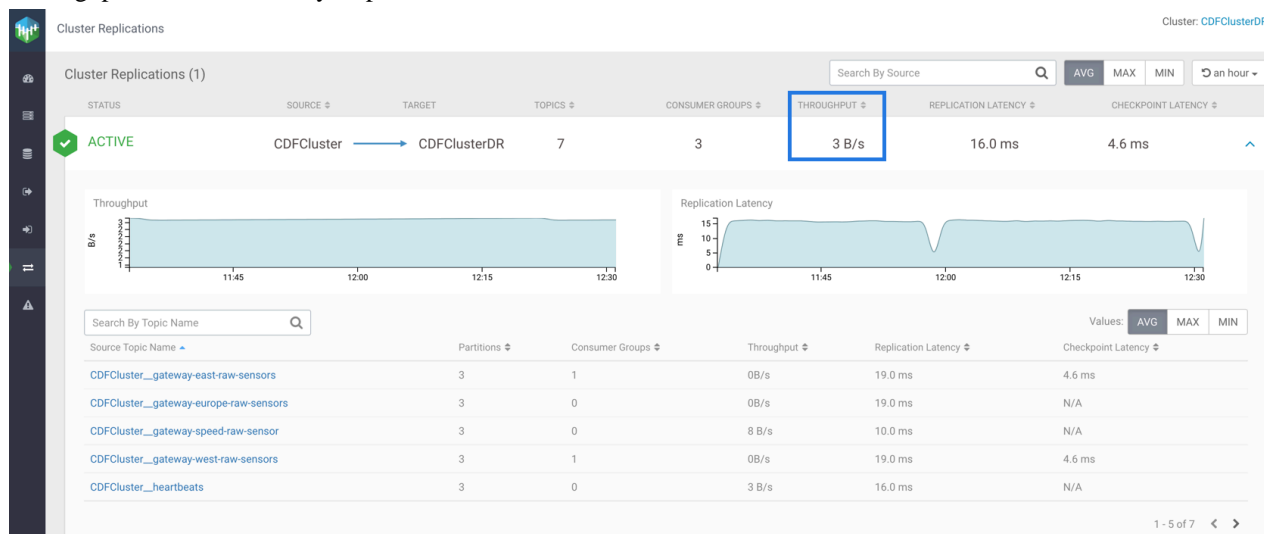 Cluster Replications
Cluster: CDFClusterDR
Cluster Replications (1)
Search By Source
AVG MAX MIN
an hour
STATUS SOURCE TARGET TOPICS CONSUMER GROUPS THROUGHPUT REPLICATION LATENCY CHECKPOINT LATENCY
ACTIVE CDFCluster CDFClusterDR 7 3 3 B/s 16.0 ms 4.6 ms
Throughput
B/s
3
2
2
2
2
1
11:45 12:00 12:15 12:30
Replication Latency
ms
15
10
5
0
11:45 12:00 12:15 12:30
Search By Topic Name
Values: AVG MAX MIN
Source Topic Name Partitions Consumer Groups Throughput Replication Latency Checkpoint Latency
CDFCluster__gateway-east-raw-sensors 3 1 0B/s 19.0 ms 4.6 ms
CDFCluster__gateway-europe-raw-sensors 3 0 0B/s 19.0 ms N/A
CDFCluster__gateway-speed-raw-sensor 3 0 8 B/s 10.0 ms N/A
CDFCluster__gateway-west-raw-sensors 3 1 0B/s 19.0 ms 4.6 ms
CDFCluster__heartbeats 3 0 3 B/s 16.0 ms N/A
1 - 5 of 7